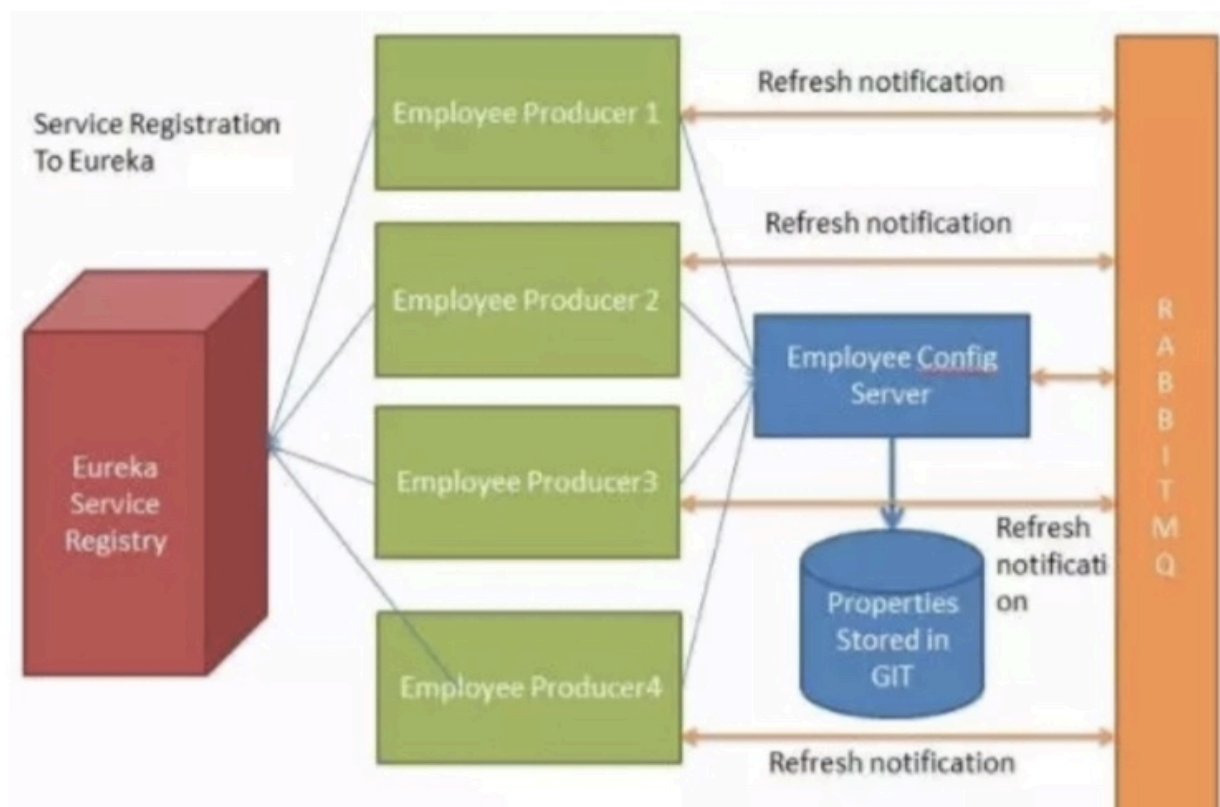 Service Registration
To Eureka
Eureka
Service
Registry
Employee Producer 1
Employee Producer 2
Employee Producer3
Employee Producer4
Refresh notification
Refresh notification
Employee Config
Server
Refresh
notificati
on
Properties
Stored in
GIT
Refresh notification
R
A
B
B
I
T
M
Q